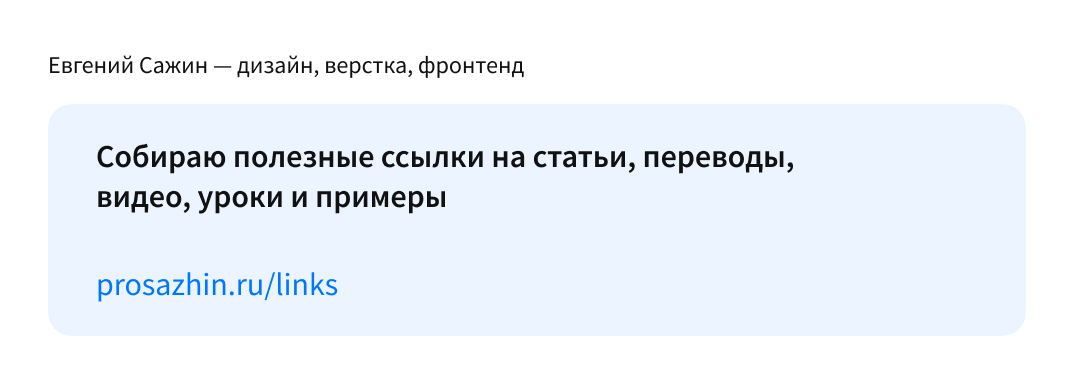 Евгений Сажин — дизайн, верстка, фронтенд
Собираю полезные ссылки на статьи, переводы,
видео, уроки и примеры
prosazhin.ru/links